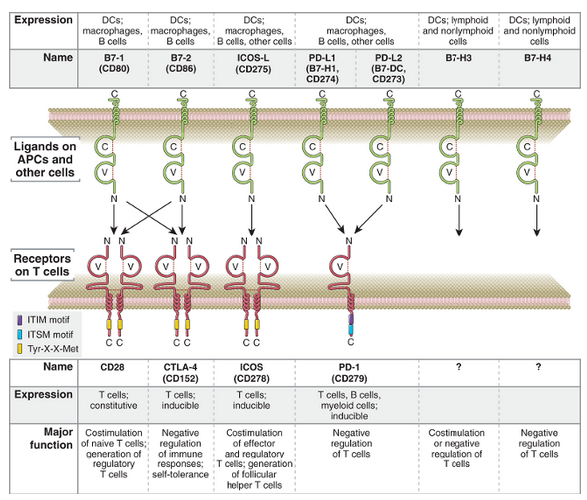 Expression
DCs;
macrophages,
B cells
DCs;
macrophages,
B cells
DCs;
macrophages,
B cells, other cells
DCs;
macrophages,
B cells, other cells
DCs; lymphoid
and nonlymphoid
cells
DCs; lymphoid
and nonlymphoid
cells
Name
B7-1
(CD80)
B7-2
(CD86)
ICOS-L
(CD275)
PD-L1
(B7-H1,
CD274)
PD-L2
(B7-DC,
CD273)
B7-H3
B7-H4
C C C C C C C
Ligands on
APCs and
other cells
C C C C C C C
V V V V V V V
N N N N N N N
Receptors
on T cells
N N N N N N N
V V V V V V V
ITIM motif
ITSM motif
Tyr-X-X-Met
C C C C C C C
Name
CD28
CTLA-4
(CD152)
ICOS
(CD278)
PD-1
(CD279)
?
?
Expression
T cells;
constitutive
T cells;
inducible
T cells;
inducible
T cells, B cells,
myeloid cells;
inducible
Major
function
Costimulation
of naive T cells;
generation of
regulatory
T cells
Negative
regulation
of immune
responses;
self-tolerance
Costimulation
of effector
and regulatory
T cells; generation
of follicular
helper T cells
Negative
regulation
of T cells
Costimulation
or negative
regulation of
T cells
Negative
regulation
of T cells